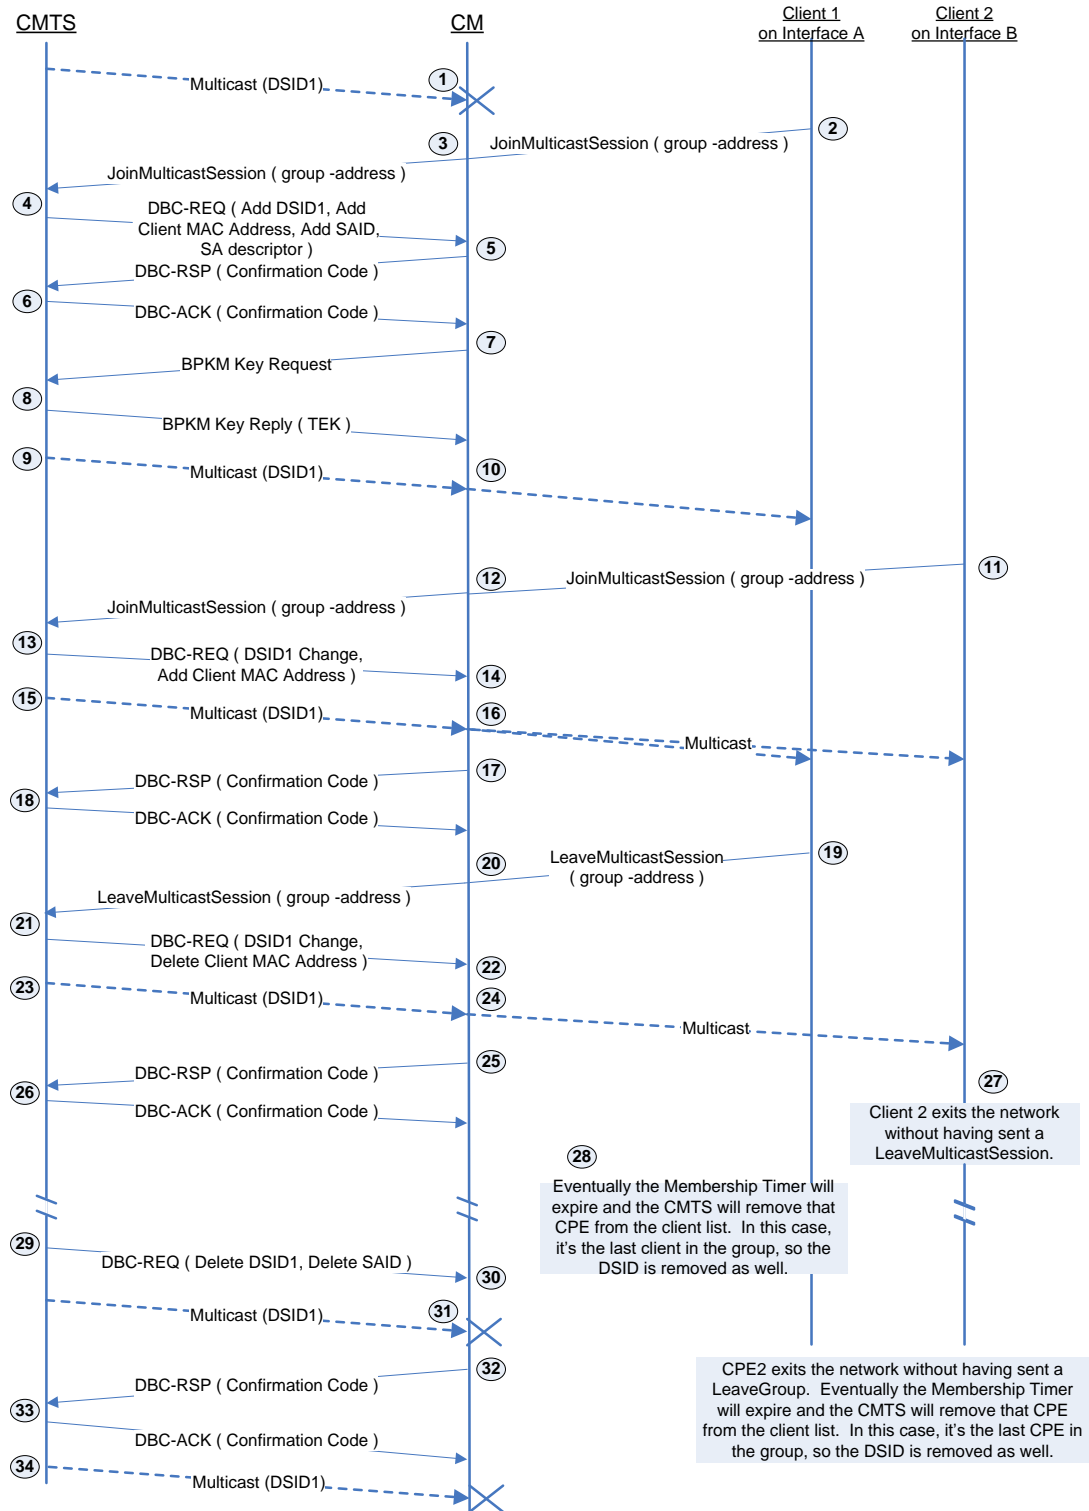 CMTS
CM
Client 1
on Interface A
Client 2
on Interface B
1
Multicast (DSID1)
2
3
JoinMulticastSession ( group -address )
JoinMulticastSession ( group -address )
4
DBC-REQ ( Add DSID1, Add
Client MAC Address, Add SAID,
SA descriptor )
5
DBC-RSP ( Confirmation Code )
6
DBC-ACK ( Confirmation Code )
7
BPKM Key Request
8
BPKM Key Reply ( TEK )
9
Multicast (DSID1)
10
11
12
JoinMulticastSession ( group -address )
JoinMulticastSession ( group -address )
13
DBC-REQ ( DSID1 Change,
Add Client MAC Address )
14
15
Multicast (DSID1)
16
Multicast
17
DBC-RSP ( Confirmation Code )
18
DBC-ACK ( Confirmation Code )
19
20
LeaveMulticastSession
( group -address )
LeaveMulticastSession ( group -address )
21
DBC-REQ ( DSID1 Change,
Delete Client MAC Address )
22
23
Multicast (DSID1)
24
Multicast
25
DBC-RSP ( Confirmation Code )
26
DBC-ACK ( Confirmation Code )
27
Client 2 exits the network
without having sent a
LeaveMulticastSession.
28
Eventually the Membership Timer will
expire and the CMTS will remove that
CPE from the client list. In this case,
it's the last client in the group, so the
DSID is removed as well.
29
DBC-REQ ( Delete DSID1, Delete SAID )
30
Multicast (DSID1)
31
32
DBC-RSP ( Confirmation Code )
33
DBC-ACK ( Confirmation Code )
34
Multicast (DSID1)
CPE2 exits the network without having sent a
LeaveGroup. Eventually the Membership Timer
will expire and the CMTS will remove that CPE
from the client list. In this case, it's the last CPE in
the group, so the DSID is removed as well.